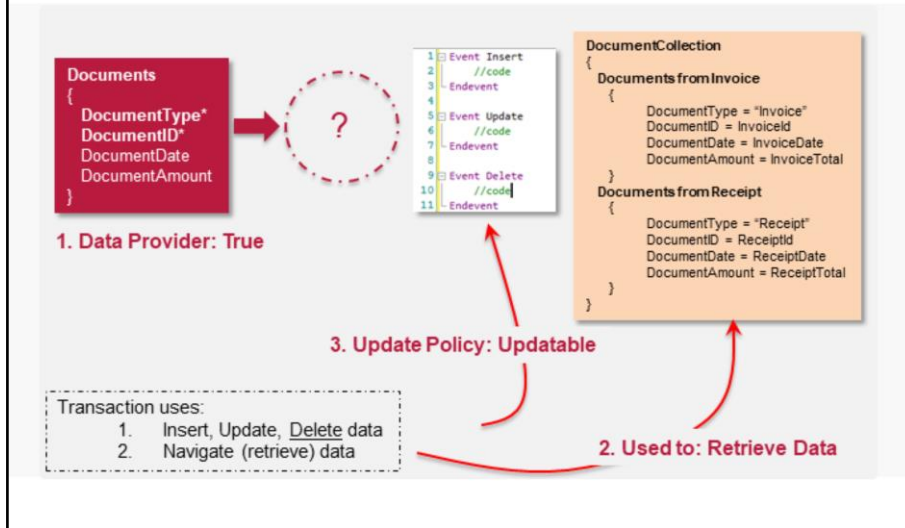 Documents
{
DocumentType*
DocumentID*
DocumentDate
DocumentAmount
}
1. Data Provider: True
?
1 Event Insert
2 //code
3 Endevent
4
5 Event Update
6 //code
7 Endevent
8
9 Event Delete
10 //code
11 Endevent
DocumentCollection
{
Documents from Invoice
{
DocumentType = “Invoice”
DocumentID = InvoiceId
DocumentDate = InvoiceDate
DocumentAmount = InvoiceTotal
}
Documents from Receipt
{
DocumentType = “Receipt”
DocumentID = ReceiptId
DocumentDate = ReceiptDate
DocumentAmount = ReceiptTotal
}
}
3. Update Policy: Updatable
Transaction uses:
1. Insert, Update, Delete data
2. Navigate (retrieve) data
2. Used to: Retrieve Data